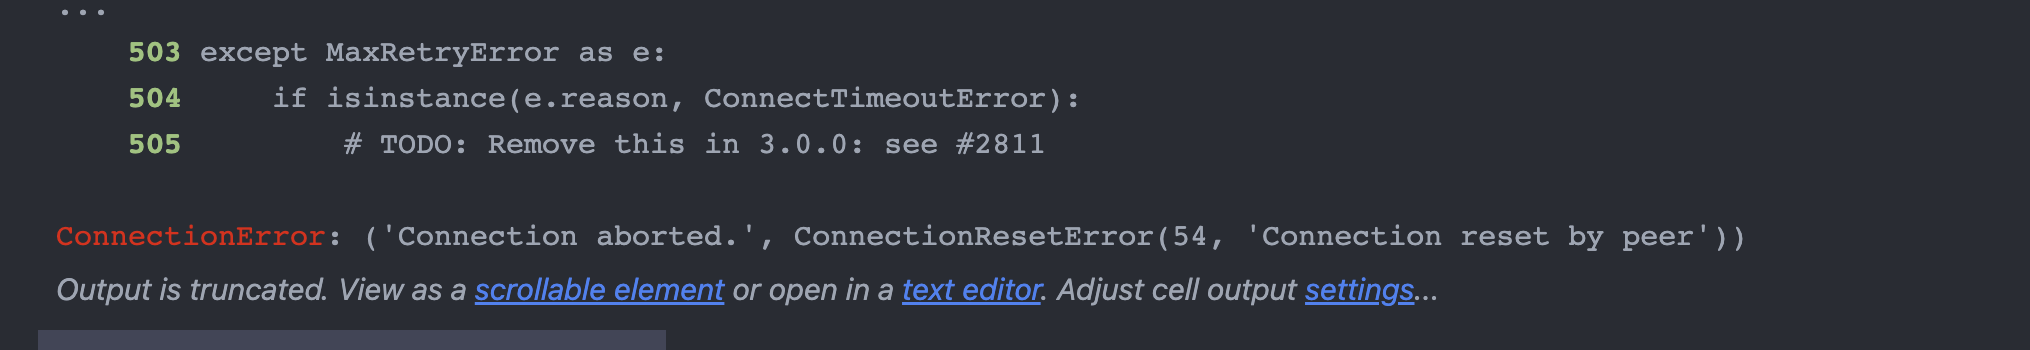 ...
503 except MaxRetryError as e:
504     if isinstance(e.reason, ConnectTimeoutError):
505         # TODO: Remove this in 3.0.0: see #2811
ConnectionError: ('Connection aborted.', ConnectionResetError(54, 'Connection reset by peer'))
Output is truncated. View as a scrollable element or open in a text editor. Adjust cell output settings...